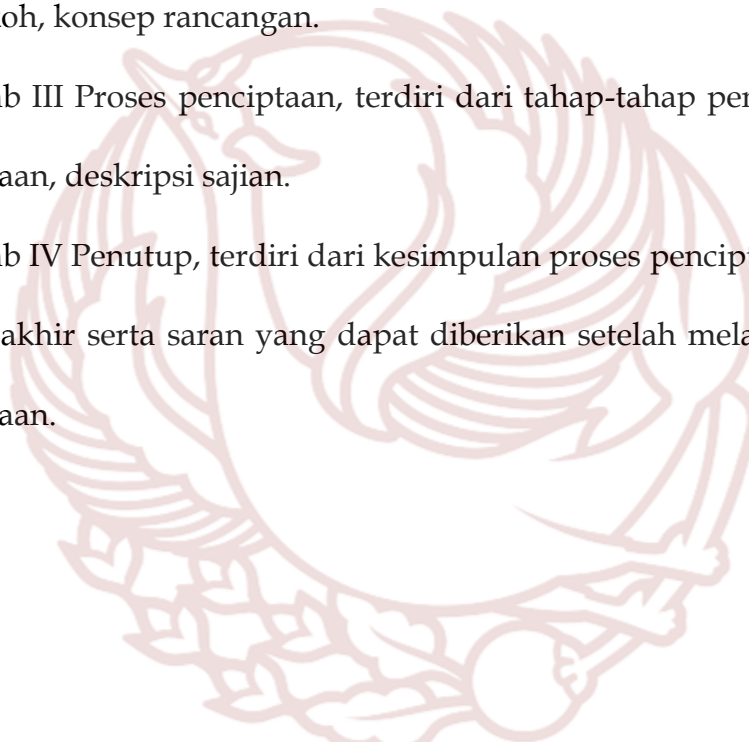 oh, konsep rancangan.
b III Proses penciptaan, terdiri dari tahap-tahap per
aan, deskripsi sajian.
b IV Penutup, terdiri dari kesimpulan proses pencipt
akhir serta saran yang dapat diberikan setelah mela
aan.